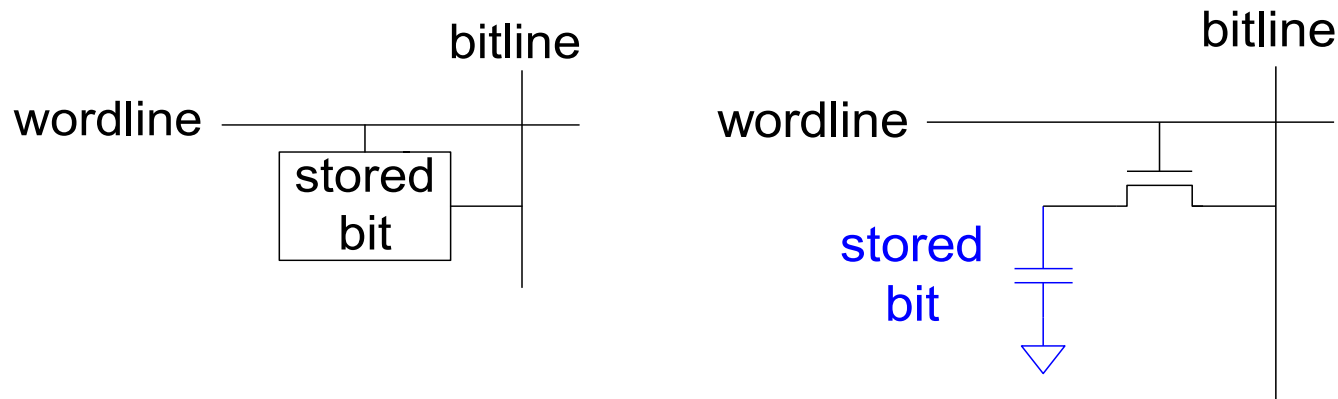 bitline
wordline
stored
bit
bitline
wordline
stored
bit